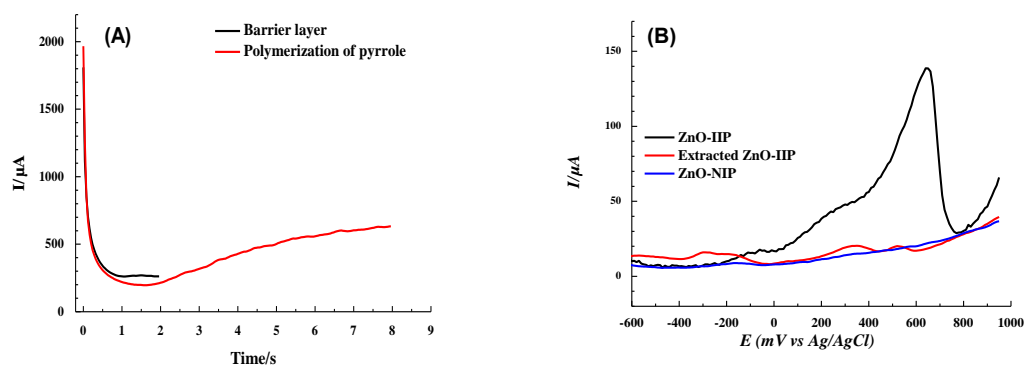 (A)
Barrier layer
Polymerization of pyrrole
2000
1500
1000
500
0
I/µA
0 1 2 3 4 5 6 7 8 9
Time/s
(B)
150
100
50
0
I/µA
ZnO-IIP
Extracted ZnO-IIP
ZnO-NIP
-600 -400 -200 0 200 400 600 800 1000
E (mV vs Ag/AgCl)